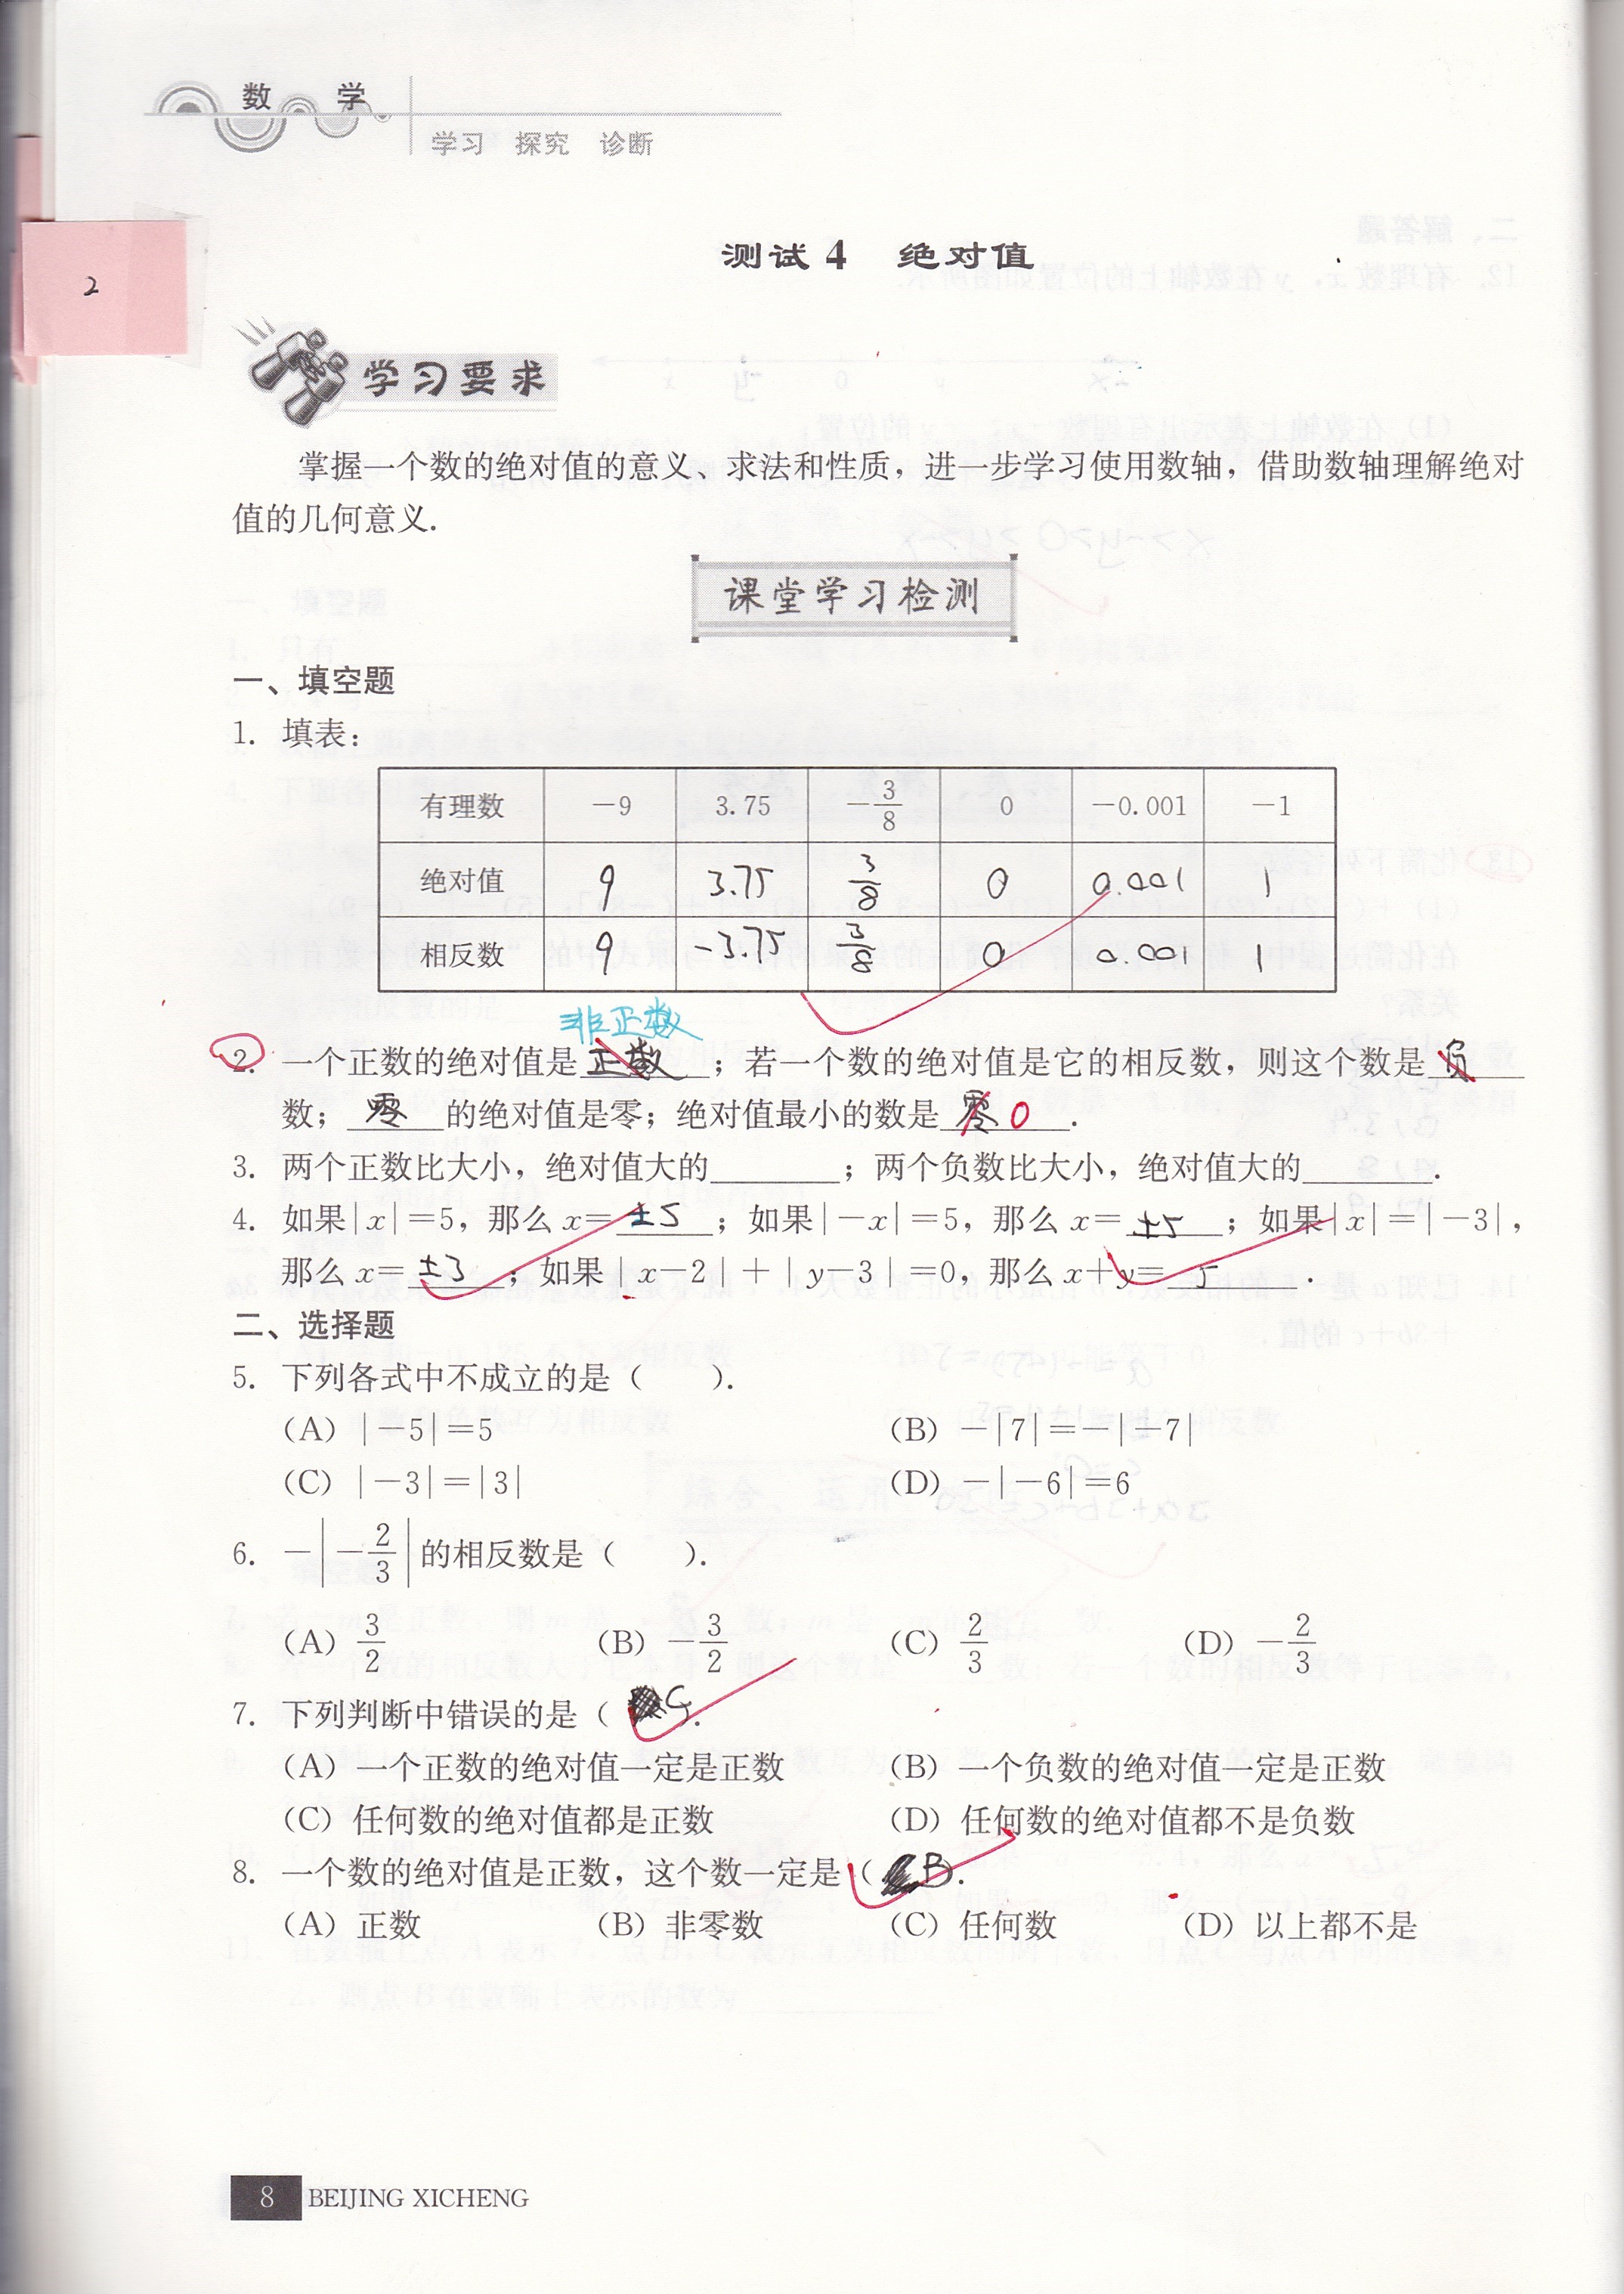 数 学
学习 探究 诊断
2
测试 4 绝对值
学习要求
掌握一个数的绝对值的意义、求法和性质，进一步学习使用数轴，借助数轴理解绝对
值的几何意义.
课堂学习检测
一、填空题
1. 填表：
有理数 −9 3.75 −3/8 0 −0.001 −1
绝对值 9 3.75 3/8 0 0.001 1
相反数 9 −3.75 3/8 0 0.001 1
非正数
2. 一个正数的绝对值是 正数 ；若一个数的绝对值是它的相反数，则这个数是 负
数； 零 的绝对值是零；绝对值最小的数是 零 0 .
3. 两个正数比大小，绝对值大的________；两个负数比大小，绝对值大的________.
4. 如果|x|=5，那么 x= ±5 ；如果|−x|=5，那么 x= ±5 ；如果|x|=|−3|，
那么 x= ±3 ；如果|x−2|+|y−3|=0，那么 x+y= 5 .
二、选择题
5. 下列各式中不成立的是（ ）.
（A）|−5|=5 （B）−|7|=−|−7|
（C）|−3|=|3| （D）−|−6|=6
6. −|−2/3|的相反数是（ ）.
（A）3/2 （B）−3/2 （C）2/3 （D）−2/3
7. 下列判断中错误的是（ C ）.
（A）一个正数的绝对值一定是正数 （B）一个负数的绝对值一定是正数
（C）任何数的绝对值都是正数 （D）任何数的绝对值都不是负数
8. 一个数的绝对值是正数，这个数一定是（ B ）.
（A）正数 （B）非零数 （C）任何数 （D）以上都不是
8 BEIJING XICHENG